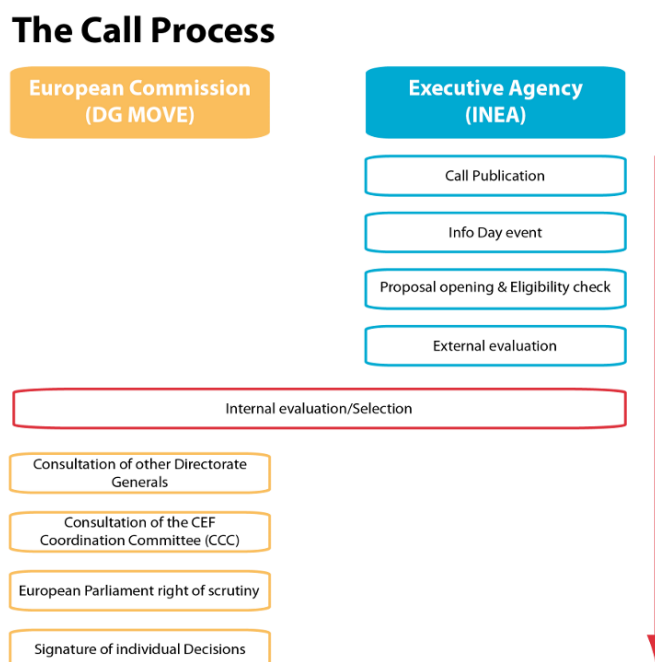 The Call Process
European Commission
(DG MOVE)
Executive Agency
(INEA)
Call Publication
Info Day event
Proposal opening & Eligibility check
External evaluation
Internal evaluation/Selection
Consultation of other Directorate
Generals
Consultation of the CEF
Coordination Committee (CCC)
European Parliament right of scrutiny
Signature of individual Decisions